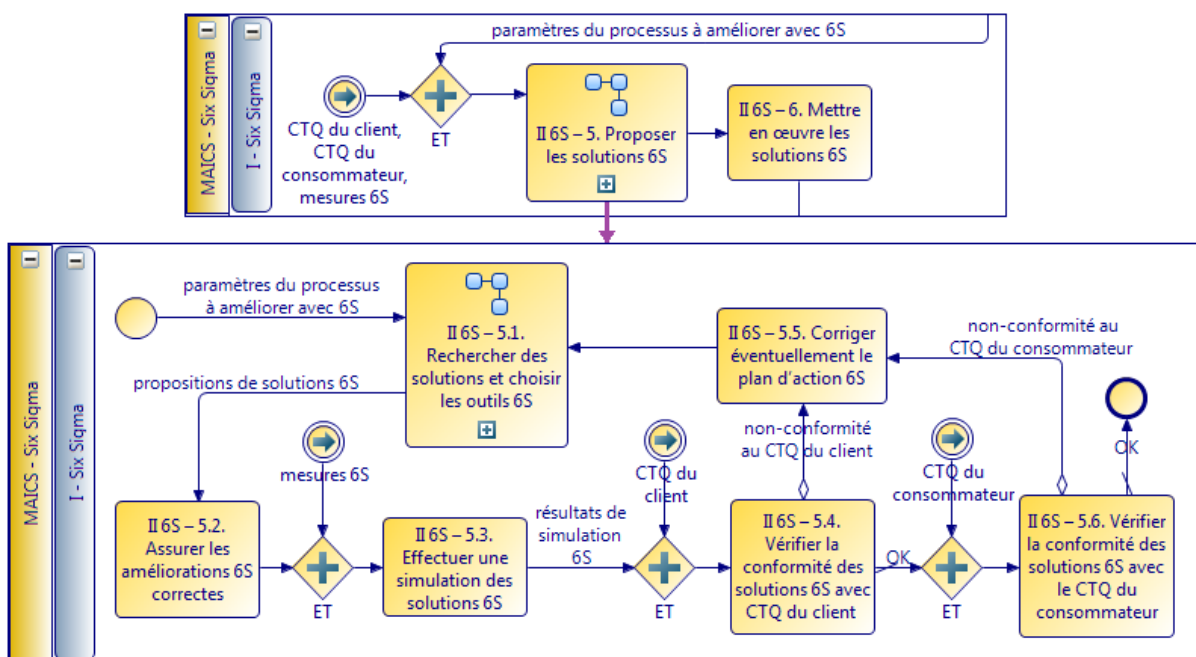 MAICS - Six Sigma
I - Six Sigma
paramètres du processus à améliorer avec 6S
CTQ du client,
CTQ du
consommateur,
mesures 6S
ET
II 6S – 5. Proposer
les solutions 6S
II 6S – 6. Mettre
en œuvre les
solutions 6S
MAICS - Six Sigma
I - Six Sigma
paramètres du processus
à améliorer avec 6S
II 6S – 5.1.
Rechercher des
solutions et choisir
les outils 6S
II 6S – 5.5. Corriger
éventuellement le
plan d’action 6S
non-conformité au
CTQ du consommateur
propositions de solutions 6S
non-conformité
au CTQ du client
OK
mesures 6S
CTQ du
client
CTQ du
consommateur
II 6S – 5.2.
Assurer les
améliorations 6S
correctes
ET
II 6S – 5.3.
Effectuer une
simulation des
solutions 6S
résultats de
simulation
6S
ET
II 6S – 5.4.
Vérifier la
conformité des
solutions 6S avec
CTQ du client
OK
ET
II 6S – 5.6. Vérifier
la conformité des
solutions 6S avec
le CTQ du
consommateur